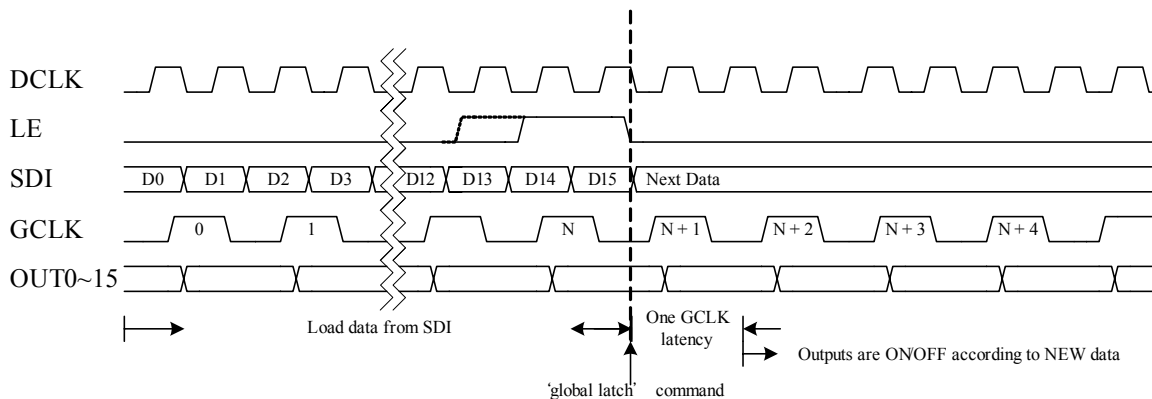 DCLK
LE
SDI D0 D1 D2 D3 D12 D13 D14 D15 Next Data
GCLK 0 1 N N + 1 N + 2 N + 3 N + 4
OUT0~15
Load data from SDI
One GCLK
latency
Outputs are ON/OFF according to NEW data
‘global latch’ command